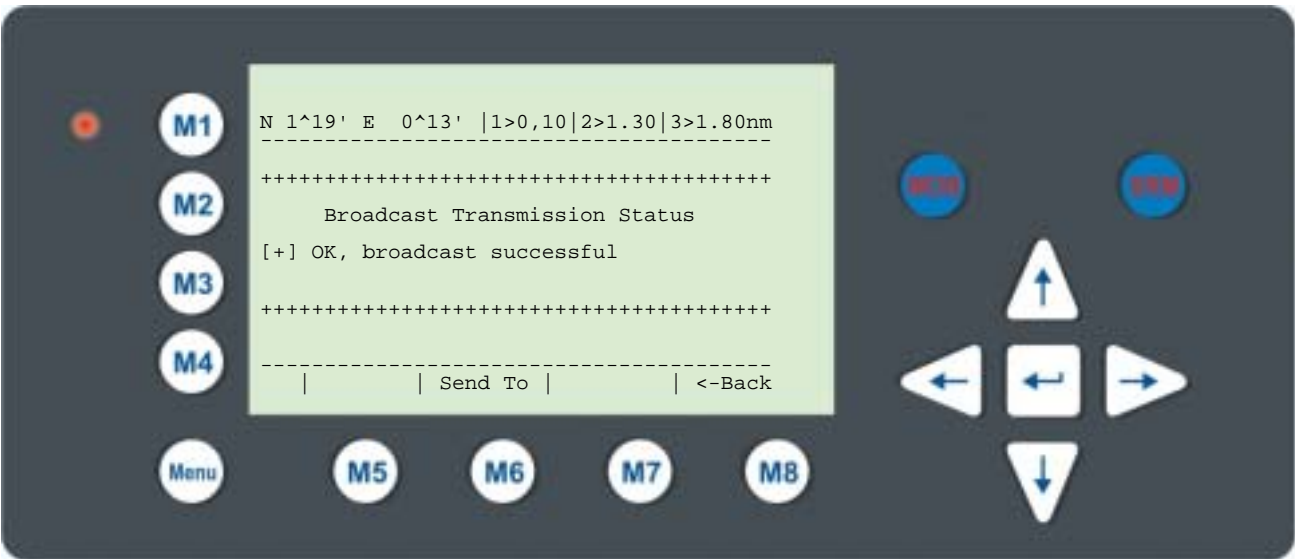 M1
N 1^19' E 0^13' |1>0,10|2>1.30|3>1.80nm
----------------------------------------
++++++++++++++++++++++++++++++++++++++++
M2
Broadcast Transmission Status
[+] OK, broadcast successful
M3
++++++++++++++++++++++++++++++++++++++++
M4
----------------------------------------
| | Send To | | <-Back
Menu
M5
M6
M7
M8